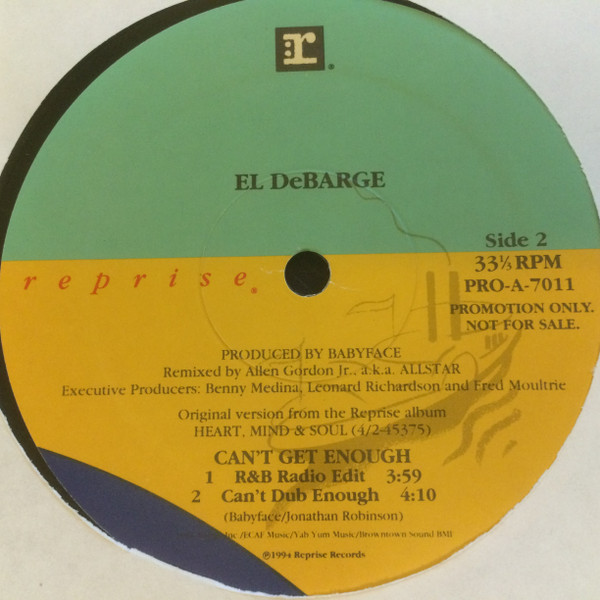 r
EL DeBARGE
Side 2
33⅓ RPM
reprise
PRO-A-7011
PROMOTION ONLY.
NOT FOR SALE.
PRODUCED BY BABYFACE
Remixed by Allen Gordon Jr., a.k.a. ALLSTAR
Executive Producers: Benny Medina, Leonard Richardson and Fred Moultrie
Original version from the Reprise album
HEART, MIND & SOUL (4/2-45375)
CAN'T GET ENOUGH
1 R&B Radio Edit 3:59
2 Can't Dub Enough 4:10
(Babyface/Jonathan Robinson)
Inc /ECAF Music/Yab Yum Music/Browntown Sound BMI
℗1994 Reprise Records